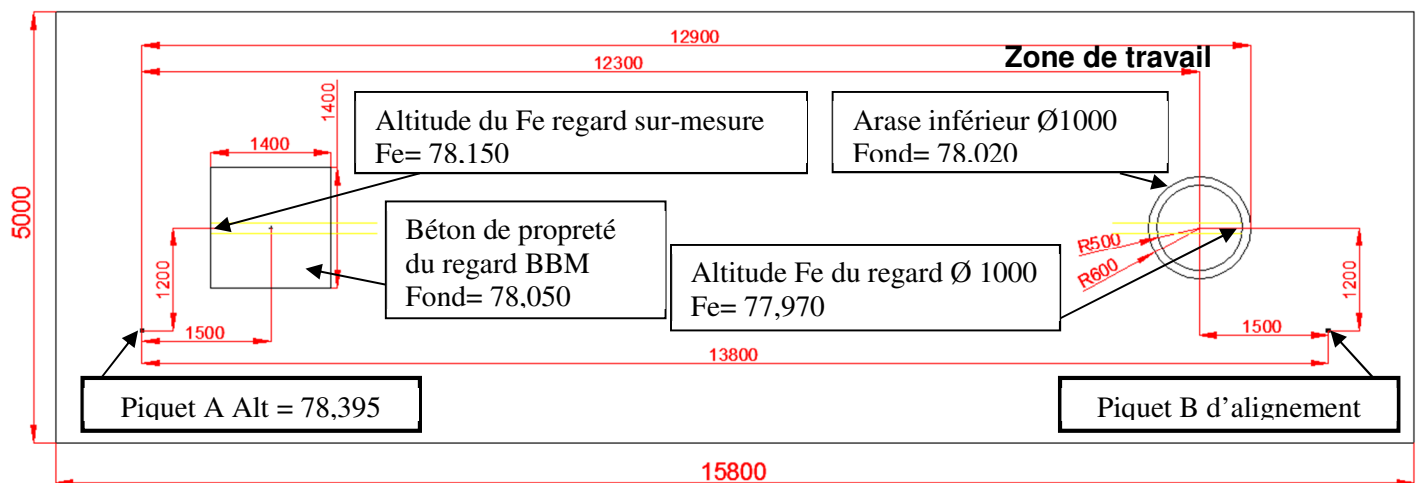 12900
Zone de travail
12300
1400
1400
Altitude du Fe regard sur-mesure
Fe= 78,150
Arase inférieur Ø1000
Fond= 78,020
5000
Béton de propreté
du regard BBM
Fond= 78,050
1200
1500
Altitude Fe du regard Ø 1000
Fe= 77,970
R500
R600
1200
1500
13800
Piquet A Alt = 78,395
Piquet B d'alignement
15800